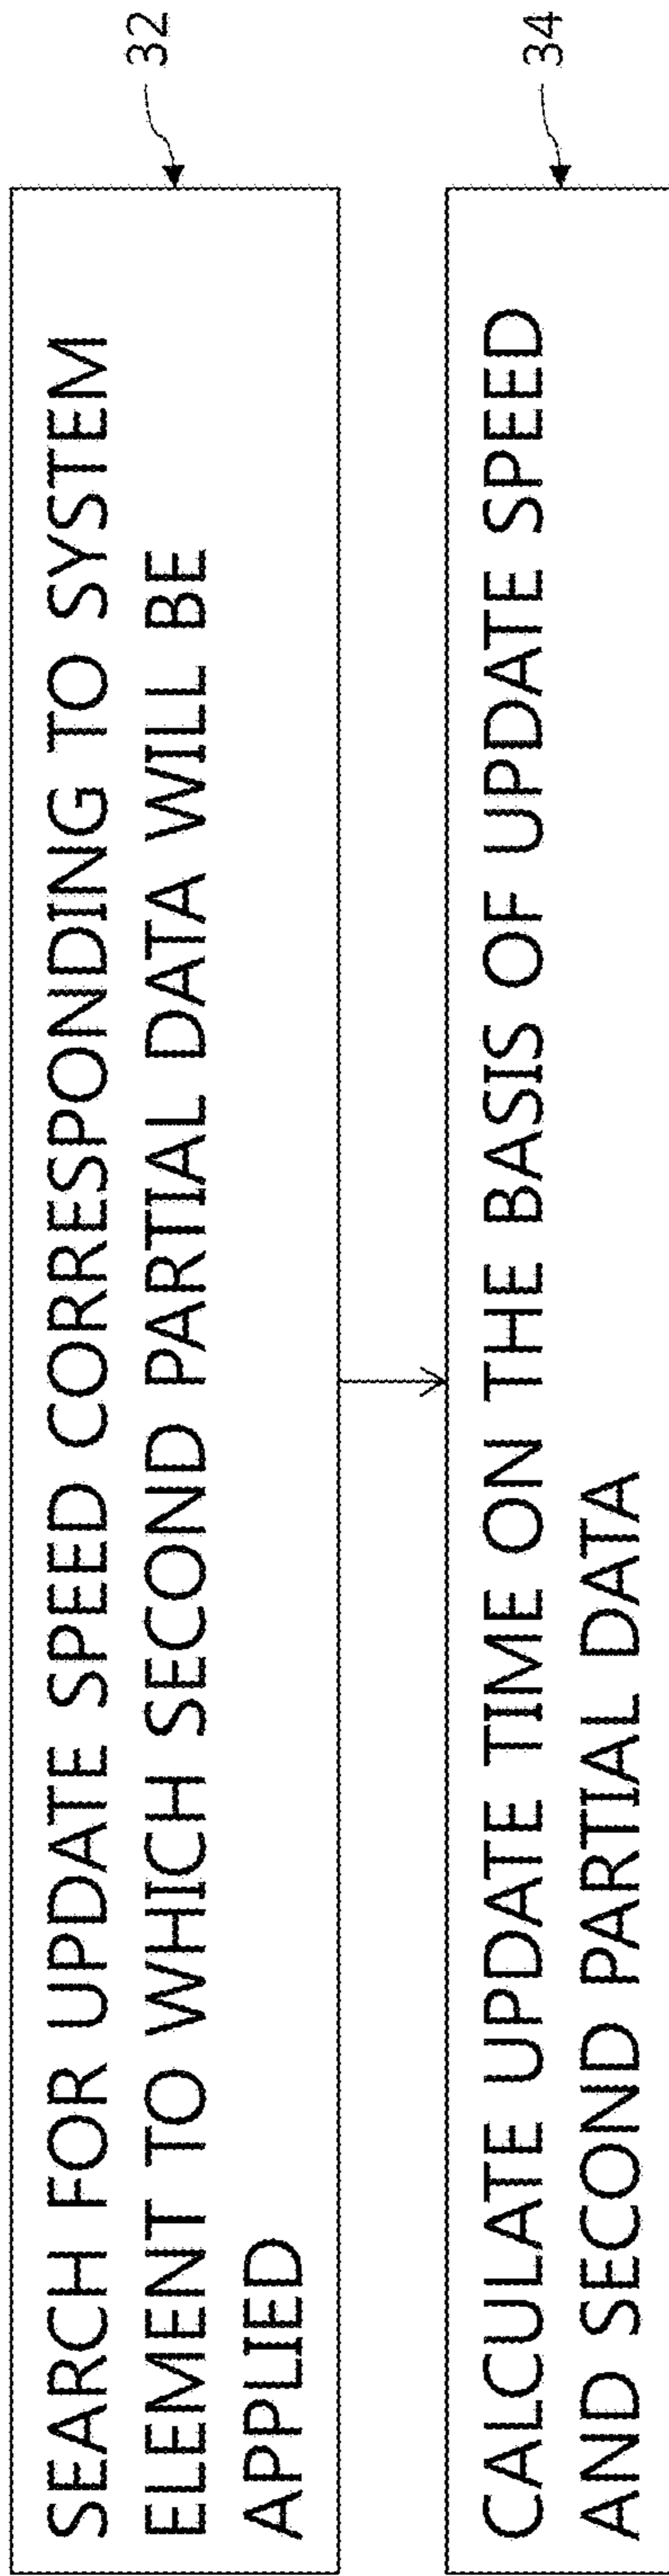 SEARCH FOR UPDATE SPEED CORRESPONDING TO SYSTEM
ELEMENT TO WHICH SECOND PARTIAL DATA WILL BE
APPLIED
32
CALCULATE UPDATE TIME ON THE BASIS OF UPDATE SPEED
AND SECOND PARTIAL DATA
34